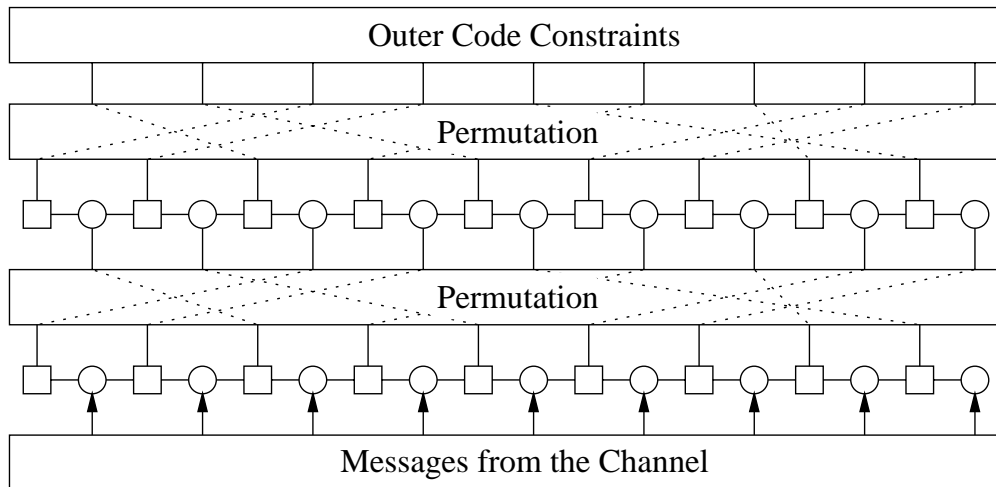 Outer Code Constraints
Permutation
Permutation
Messages from the Channel